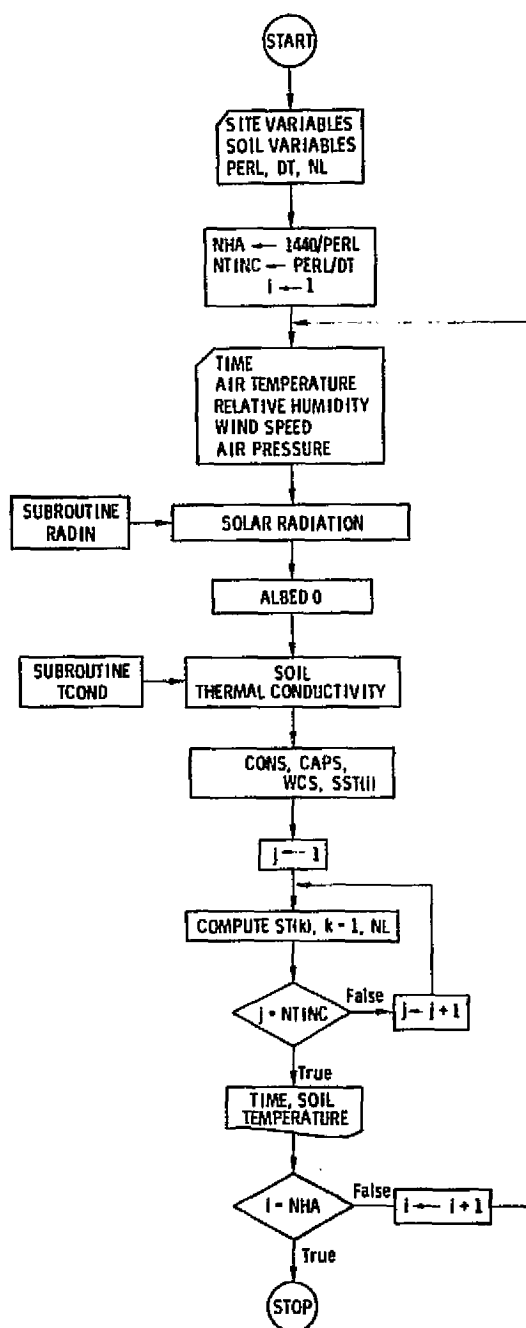 START
SITE VARIABLES
SOIL VARIABLES
PERL, DT, NL
NHA ← 1440/PERL
NTINC ← PERL/DT
i ← 1
TIME
AIR TEMPERATURE
RELATIVE HUMIDITY
WIND SPEED
AIR PRESSURE
SUBROUTINE
RADIN
SOLAR RADIATION
ALBEDO
SUBROUTINE
TCOND
SOIL
THERMAL CONDUCTIVITY
CONS, CAPS,
WCS, SST(i)
j ← 1
COMPUTE ST(k), k = 1, NL
j = NTINC
False
j ← j + 1
True
TIME, SOIL
TEMPERATURE
i = NHA
False
i ← i + 1
True
STOP